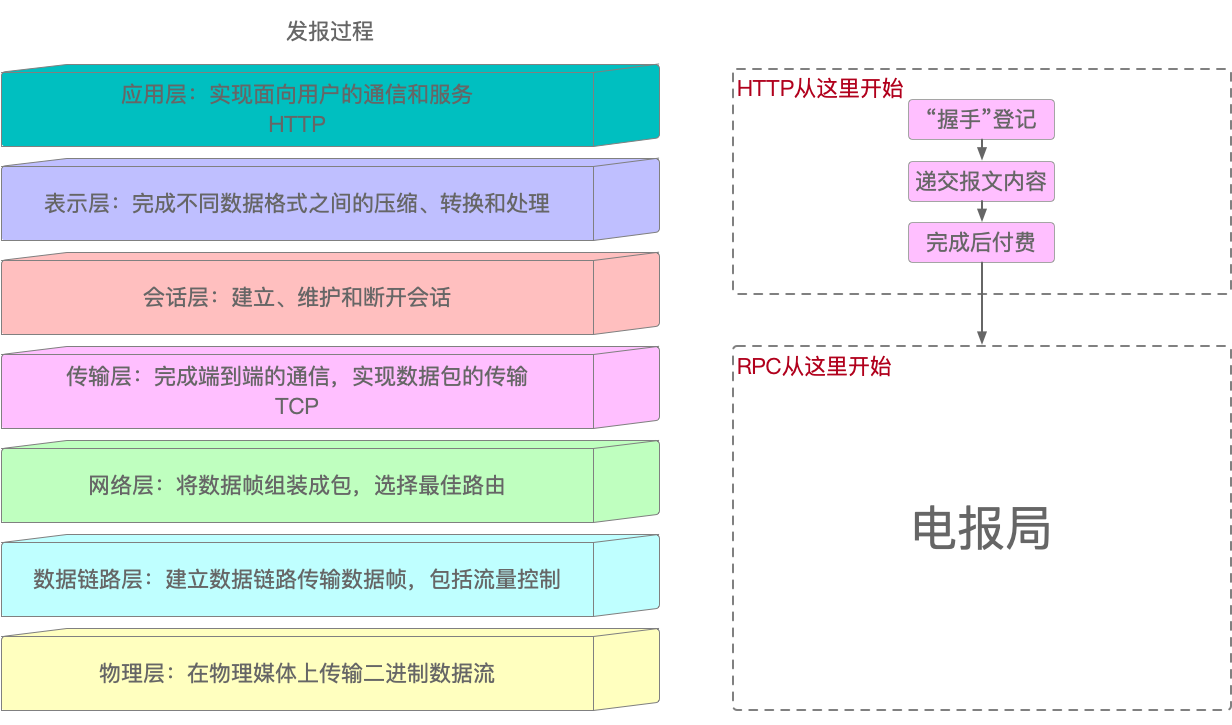 发报过程
应用层：实现面向用户的通信和服务
HTTP
表示层：完成不同数据格式之间的压缩、转换和处理
会话层：建立、维护和断开会话
传输层：完成端到端的通信，实现数据包的传输
TCP
网络层：将数据帧组装成包，选择最佳路由
数据链路层：建立数据链路传输数据帧，包括流量控制
物理层：在物理媒体上传输二进制数据流
HTTP从这里开始
“握手”登记
递交报文内容
完成后付费
RPC从这里开始
电报局